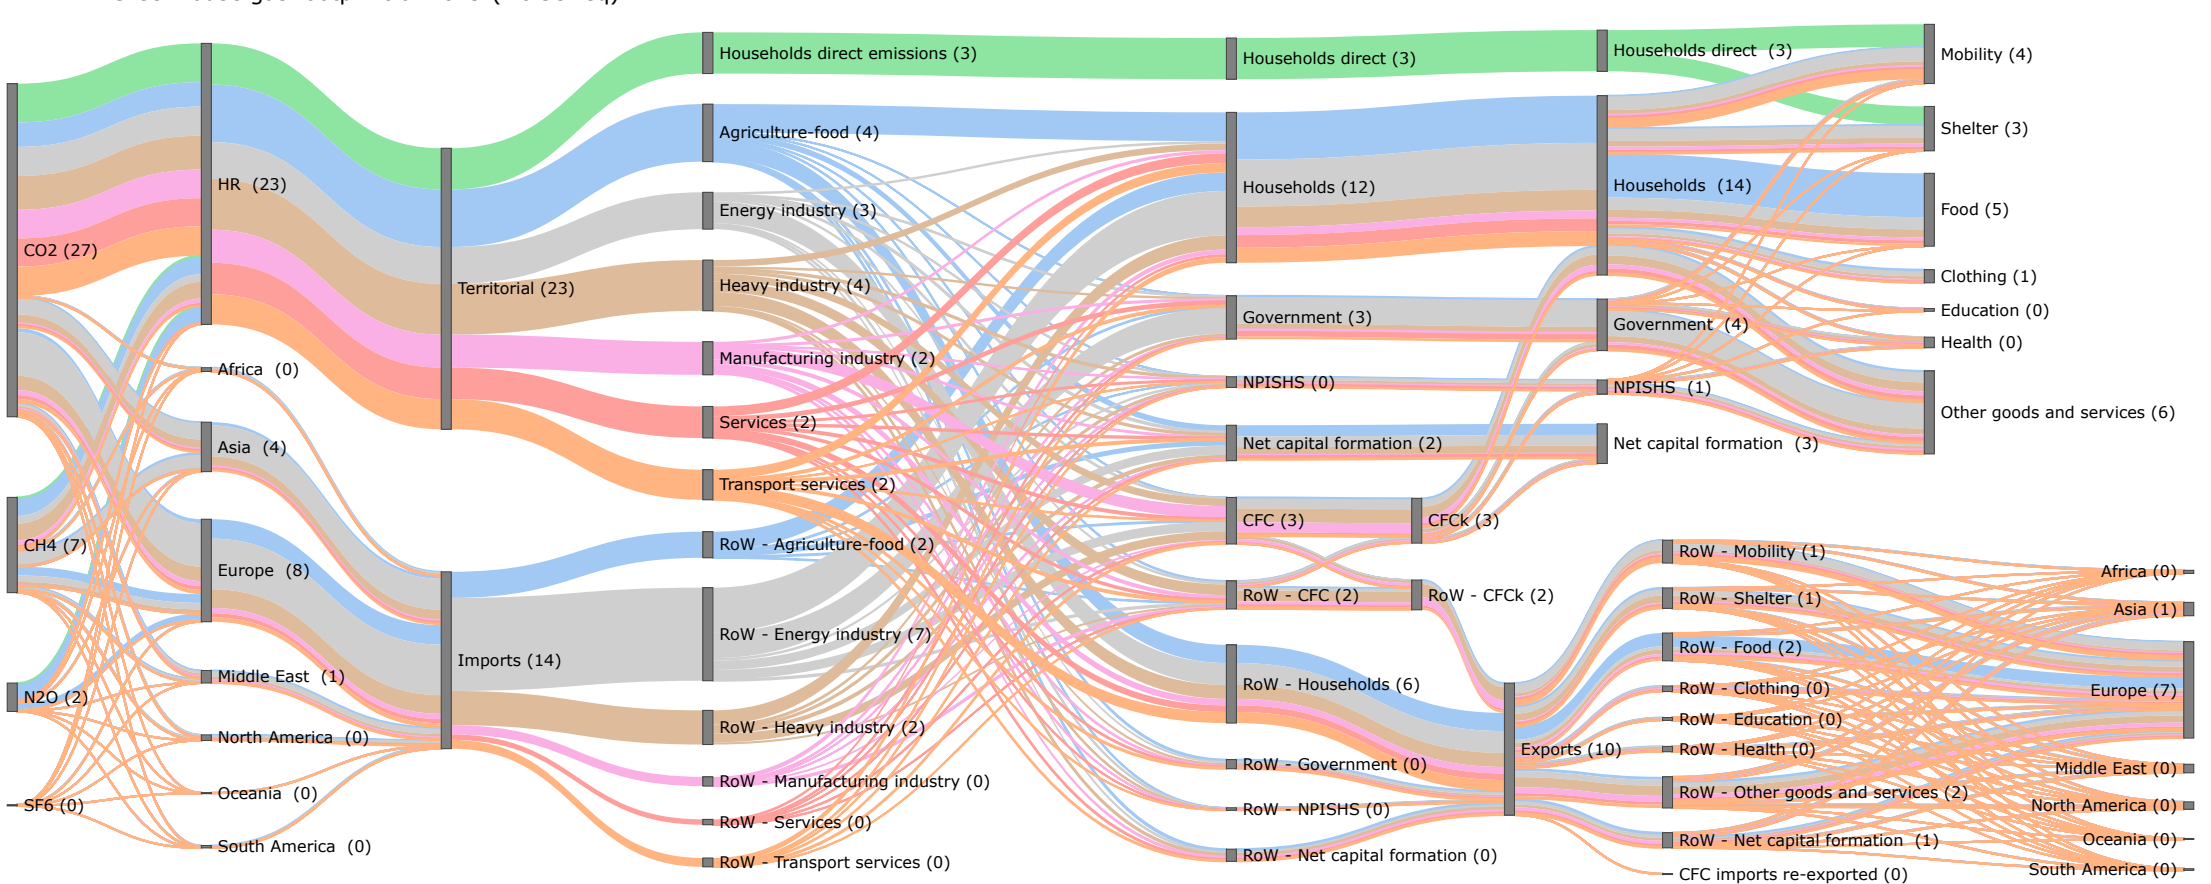 CO2 (27)
CH4 (7)
N2O (2)
SF6 (0)
HR (23)
Africa (0)
Asia (4)
Europe (8)
Middle East (1)
North America (0)
Oceania (0)
South America (0)
Territorial (23)
Imports (14)
Households direct emissions (3)
Agriculture-food (4)
Energy industry (3)
Heavy industry (4)
Manufacturing industry (2)
Services (2)
Transport services (2)
RoW - Agriculture-food (2)
RoW - Energy industry (7)
RoW - Heavy industry (2)
RoW - Manufacturing industry (0)
RoW - Services (0)
RoW - Transport services (0)
Households direct (3)
Households (12)
Government (3)
NPISHS (0)
Net capital formation (2)
CFC (3)
RoW - CFC (2)
RoW - Households (6)
RoW - Government (0)
RoW - NPISHS (0)
RoW - Net capital formation (0)
CFCk (3)
RoW - CFCk (2)
Exports (10)
Households direct (3)
Households (14)
Government (4)
NPISHS (1)
Net capital formation (3)
RoW - Mobility (1)
RoW - Shelter (1)
RoW - Food (2)
RoW - Clothing (0)
RoW - Education (0)
RoW - Health (0)
RoW - Other goods and services (2)
RoW - Net capital formation (1)
CFC imports re-exported (0)
Mobility (4)
Shelter (3)
Food (5)
Clothing (1)
Education (0)
Health (0)
Other goods and services (6)
Africa (0)
Asia (1)
Europe (7)
Middle East (0)
North America (0)
Oceania (0)
South America (0)